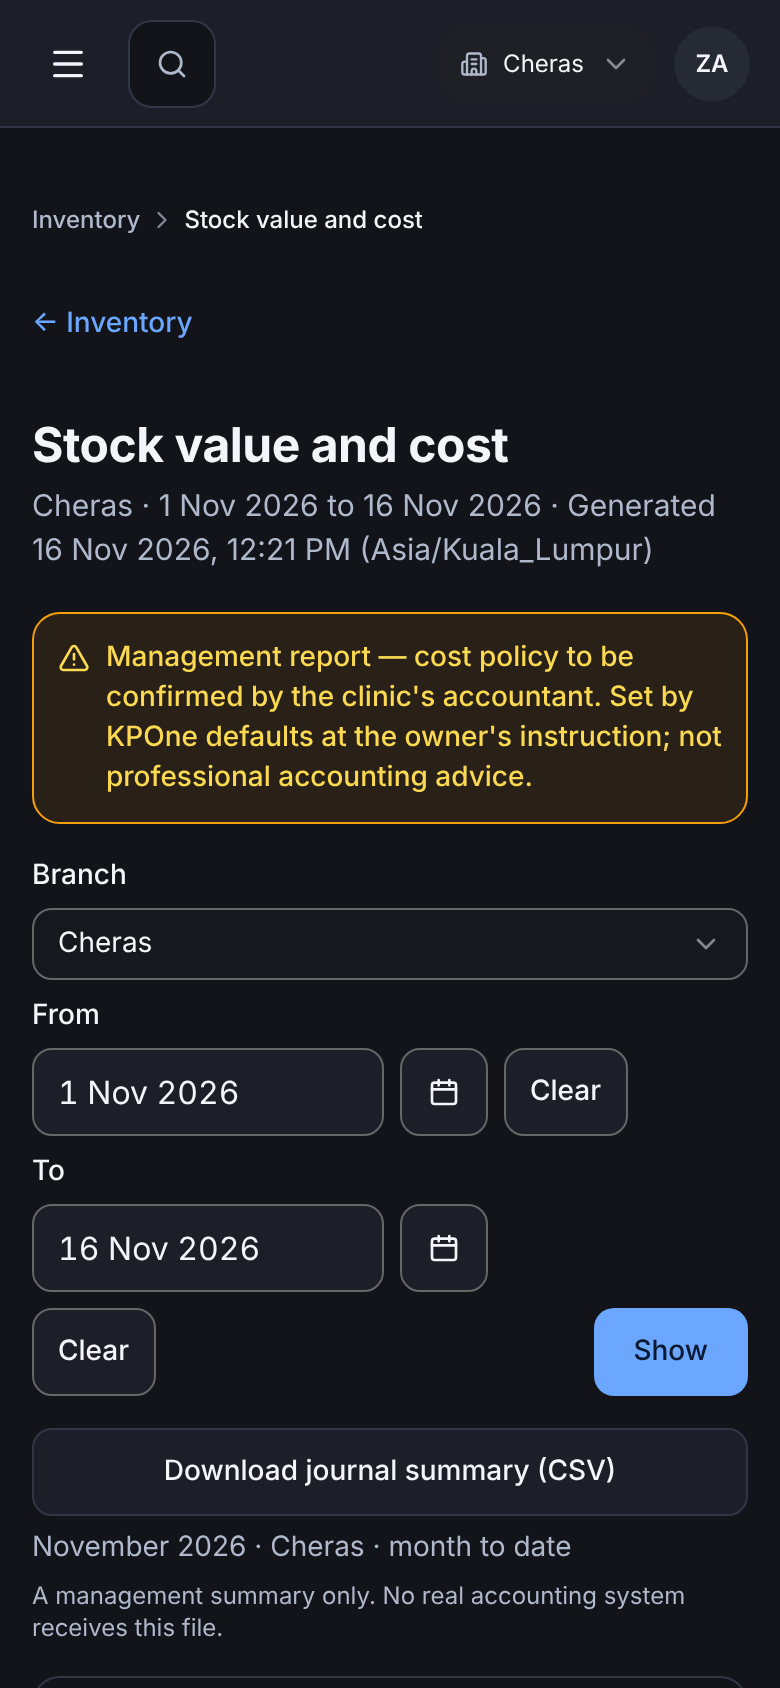 Cheras
ZA
Inventory
Stock value and cost
← Inventory
Stock value and cost
Cheras · 1 Nov 2026 to 16 Nov 2026 · Generated
16 Nov 2026, 12:21 PM (Asia/Kuala_Lumpur)
Management report — cost policy to be
confirmed by the clinic's accountant. Set by
KPOne defaults at the owner's instruction; not
professional accounting advice.
Branch
Cheras
From
1 Nov 2026
Clear
To
16 Nov 2026
Clear
Show
Download journal summary (CSV)
November 2026 · Cheras · month to date
A management summary only. No real accounting system
receives this file.